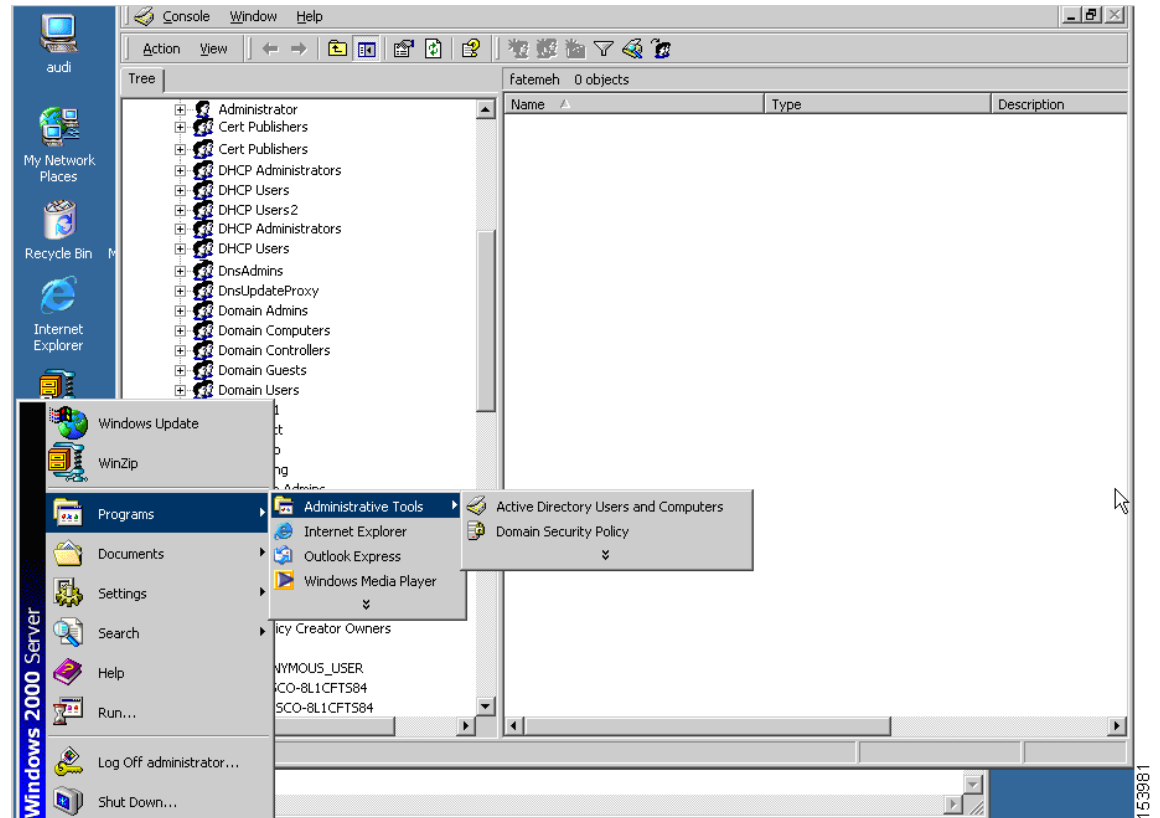 Console Window Help
Action View
audi
Tree
fatemeh 0 objects
Name Type Description
Administrator
Cert Publishers
Cert Publishers
DHCP Administrators
DHCP Users
DHCP Users2
DHCP Administrators
DHCP Users
DnsAdmins
DnsUpdateProxy
Domain Admins
Domain Computers
Domain Controllers
Domain Guests
Domain Users
My Network
Places
Recycle Bin
M
Internet
Explorer
Windows Update
WinZip
Programs
Documents
Settings
Search
Help
Run...
Log Off administrator...
Shut Down...
Windows 2000 Server
Administrative Tools
Internet Explorer
Outlook Express
Windows Media Player
Active Directory Users and Computers
Domain Security Policy
icy Creator Owners
NYMOUS_USER
SCO-8L1CFTS84
SCO-8L1CFTS84
153981